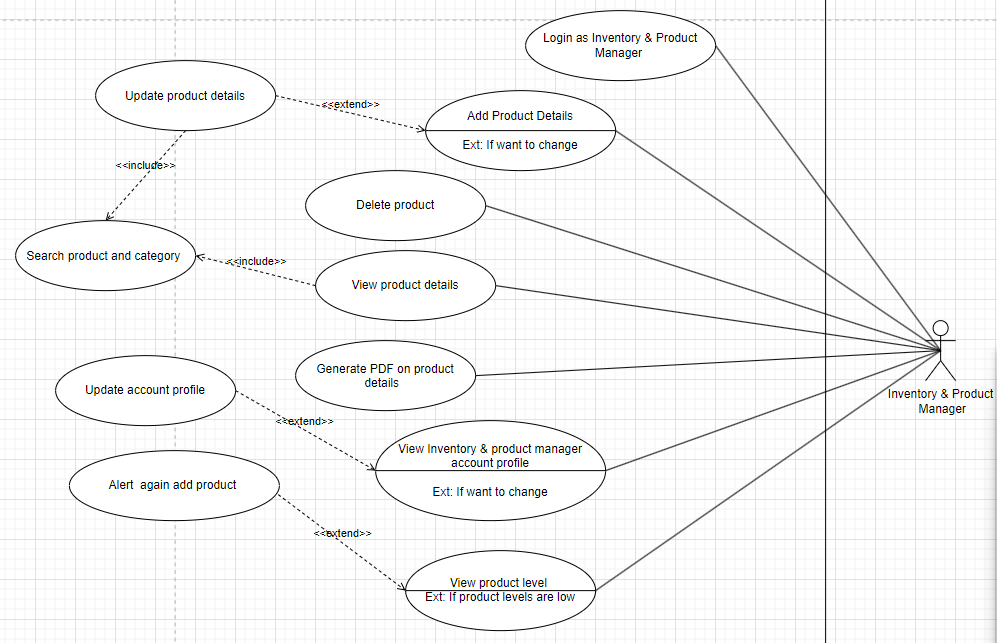 Login as Inventory & Product
Manager
Update product details
<<extend>>
Add Product Details
Ext: If want to change
<<include>>
Delete product
Search product and category
<<include>>
View product details
Generate PDF on product
details
Update account profile
Inventory & Product
Manager
<<extend>>
View Inventory & product manager
account profile
Ext: If want to change
Alert  again add product
<<extend>>
View product level
Ext: If product levels are low